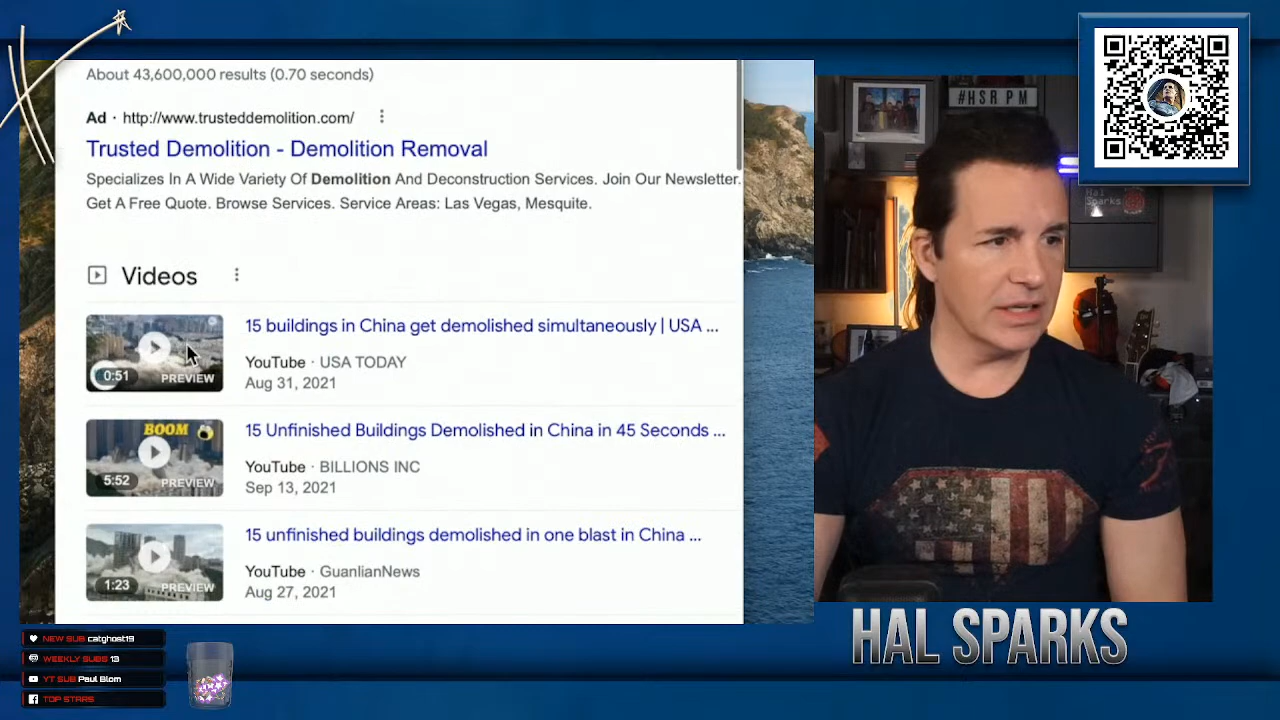 About 43,600,000 results (0.70 seconds)
Ad · http://www.trusteddemolition.com/
Trusted Demolition - Demolition Removal
Specializes In A Wide Variety Of Demolition And Deconstruction Services. Join Our Newsletter.
Get A Free Quote. Browse Services. Service Areas: Las Vegas, Mesquite.
Videos
15 buildings in China get demolished simultaneously | USA ...
YouTube · USA TODAY
Aug 31, 2021
0:51
PREVIEW
15 Unfinished Buildings Demolished in China in 45 Seconds ...
YouTube · BILLIONS INC
Sep 13, 2021
BOOM
5:52
PREVIEW
15 unfinished buildings demolished in one blast in China ...
YouTube · GuanlianNews
Aug 27, 2021
1:23
PREVIEW
#HSR PM
Hal
Sparks
HAL SPARKS
NEW SUB catghost19
WEEKLY SUBS 13
YT SUB Paul Blom
TOP STARS